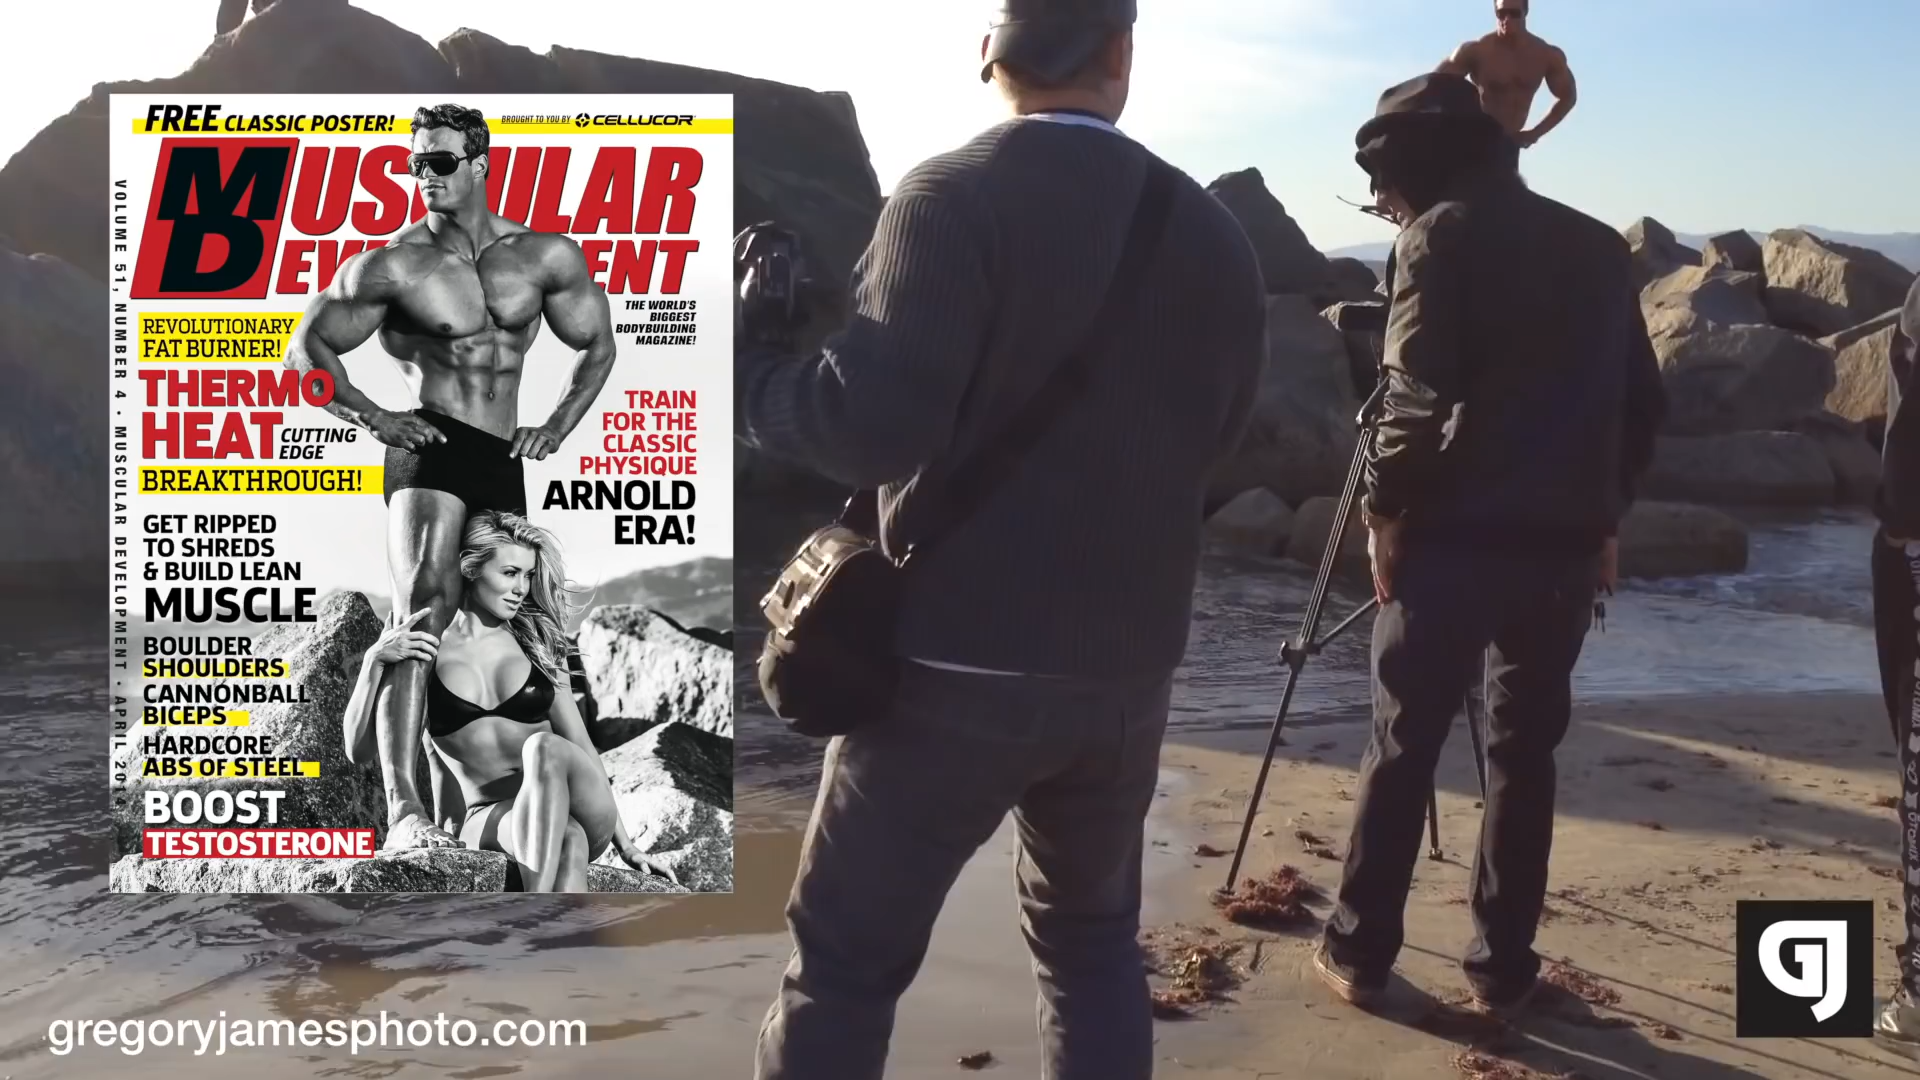 FREE CLASSIC POSTER!
BROUGHT TO YOU BY CELLUCOR
MD
MUSCULAR
DEVELOPMENT
THE WORLD'S
BIGGEST
BODYBUILDING
MAGAZINE!
VOLUME 51, NUMBER 4 • MUSCULAR DEVELOPMENT • APRIL 2014
REVOLUTIONARY
FAT BURNER!
THERMO
HEAT CUTTING
EDGE
BREAKTHROUGH!
GET RIPPED
TO SHREDS
& BUILD LEAN
MUSCLE
BOULDER
SHOULDERS
CANNONBALL
BICEPS
HARDCORE
ABS OF STEEL
BOOST
TESTOSTERONE
TRAIN
FOR THE
CLASSIC
PHYSIQUE
ARNOLD
ERA!
gregoryjamesphoto.com
GJ